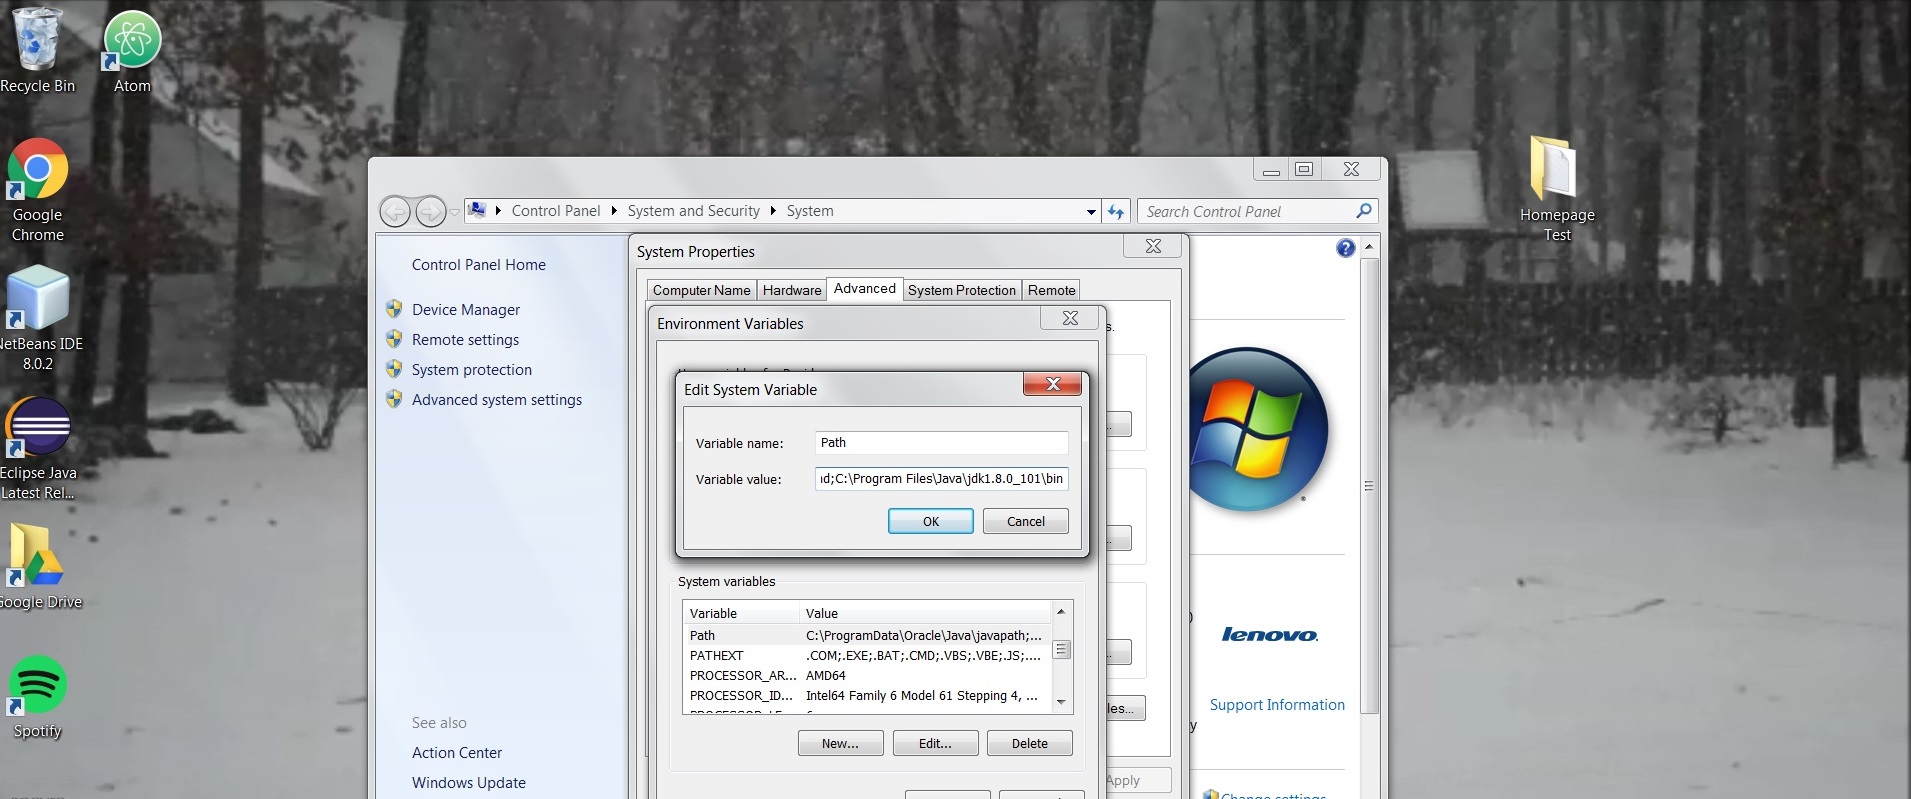 Recycle Bin
Atom
Google
Chrome
NetBeans IDE
8.0.2
Eclipse Java
Latest Rel...
Google Drive
Spotify
Homepage
Test
Control Panel
System and Security
System
Search Control Panel
Control Panel Home
Device Manager
Remote settings
System protection
Advanced system settings
See also
Action Center
Windows Update
System Properties
Computer Name
Hardware
Advanced
System Protection
Remote
s.
Environment Variables
Edit System Variable
Variable name:
Path
Variable value:
d;C:\Program Files\Java\jdk1.8.0_101\bin
OK
Cancel
System variables
Variable
Value
Path
C:\ProgramData\Oracle\Java\javapath;...
PATHEXT
.COM;.EXE;.BAT;.CMD;.VBS;.VBE;.JS;....
PROCESSOR_AR...
AMD64
PROCESSOR_ID...
Intel64 Family 6 Model 61 Stepping 4, ...
New...
Edit...
Delete
les...
Apply
lenovo.
Support Information
y
Change settings